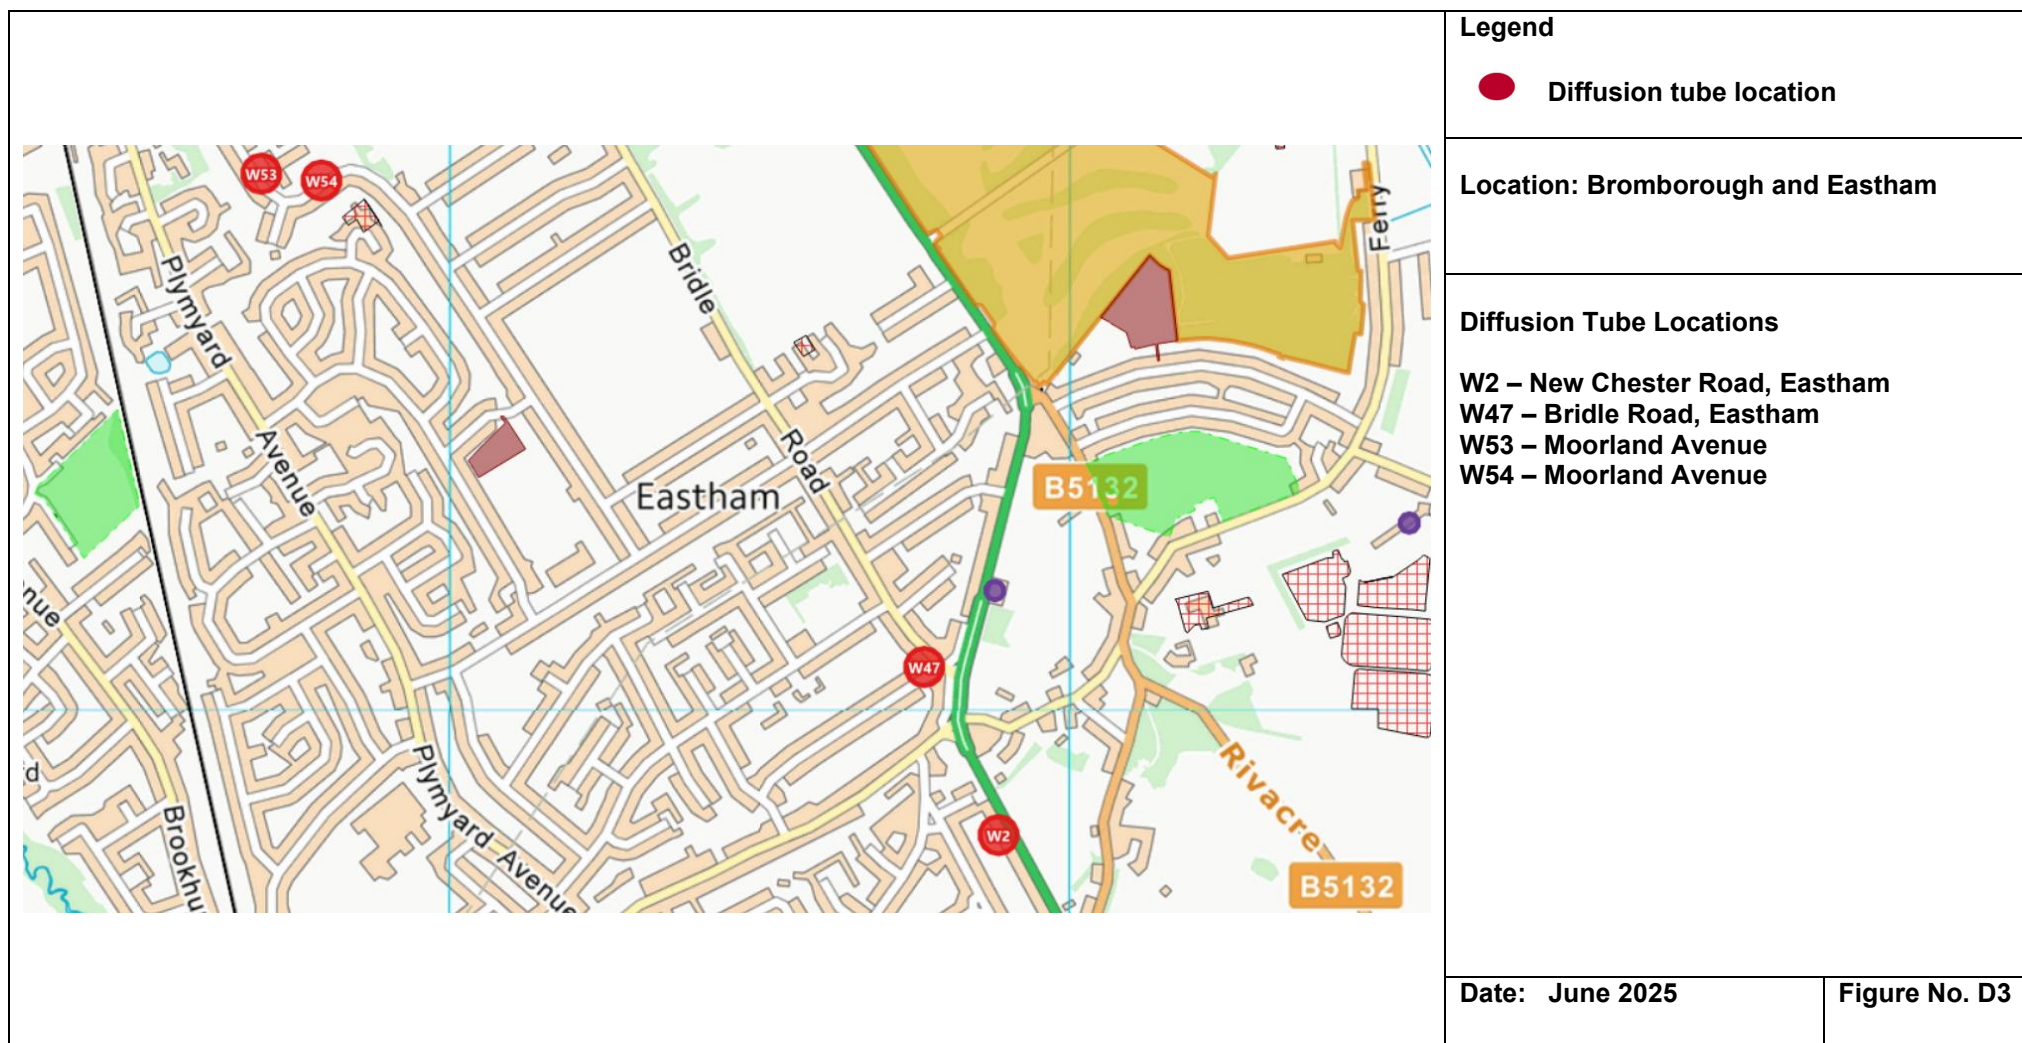 W53
W54
Plymyard
Avenue
Bridle
Road
Ferry
Eastham
B5132
nue
W47
Plymyard Avenue
W2
Rivacre
B5132
d
Brookhu
Legend
Diffusion tube location
Location: Bromborough and Eastham
Diffusion Tube Locations
W2 – New Chester Road, Eastham
W47 – Bridle Road, Eastham
W53 – Moorland Avenue
W54 – Moorland Avenue
Date: June 2025
Figure No. D3